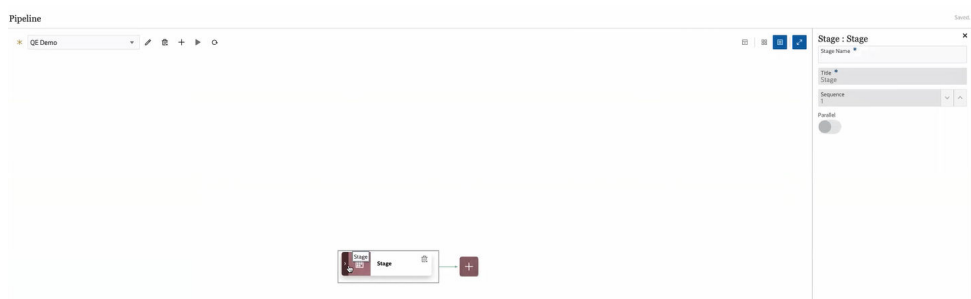 Pipeline
Saved
QE Demo
Stage : Stage
Stage Name
Title
Stage
Sequence
1
Parallel
Stage
Stage